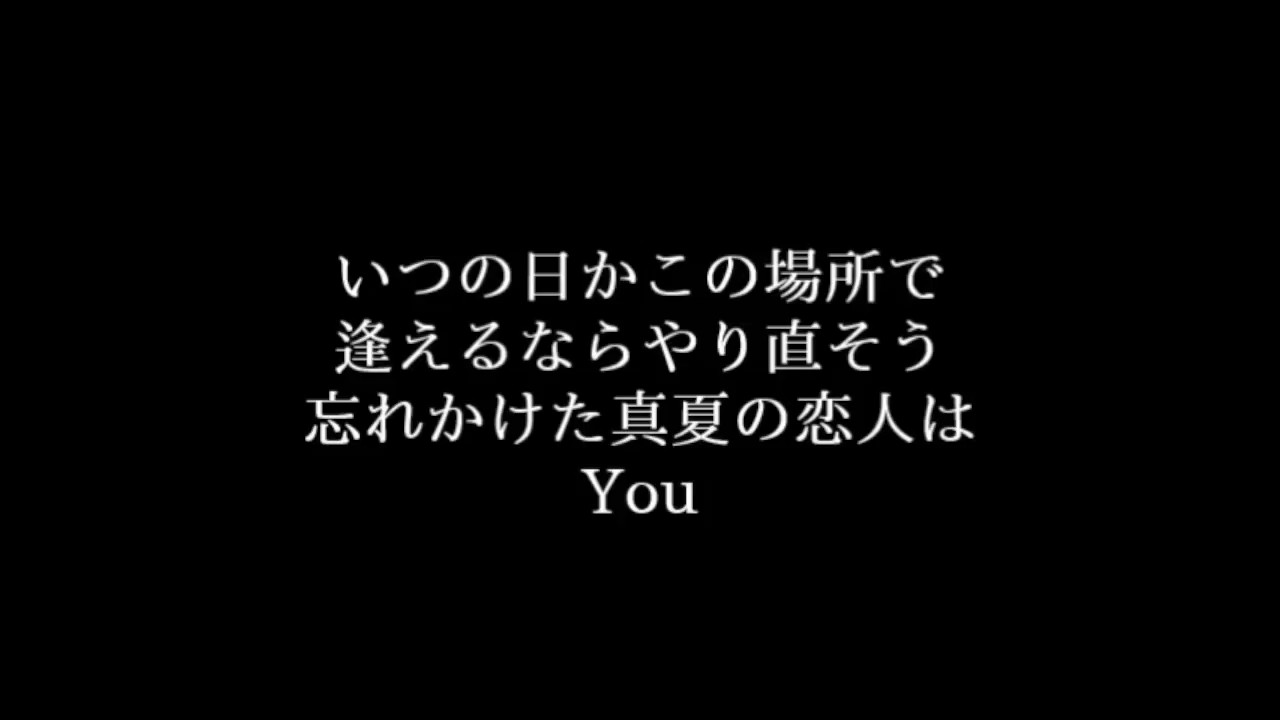 いつの日かこの場所で
逢えるならやり直そう
忘れかけた真夏の恋人は
You